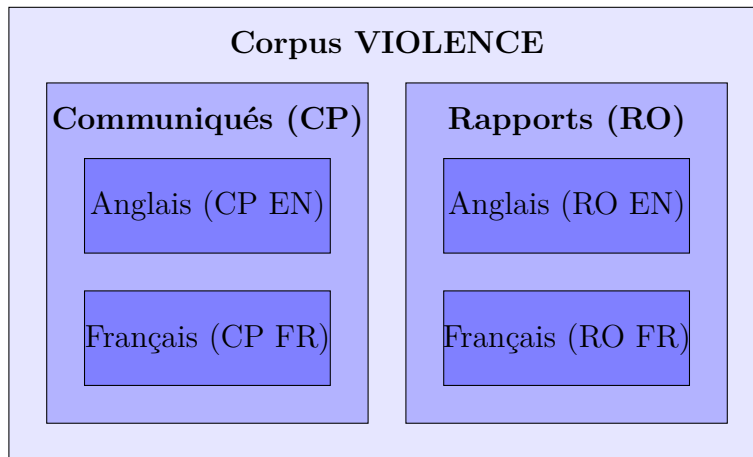 Corpus VIOLENCE
Communiqués (CP)
Anglais (CP EN)
Français (CP FR)
Rapports (RO)
Anglais (RO EN)
Français (RO FR)